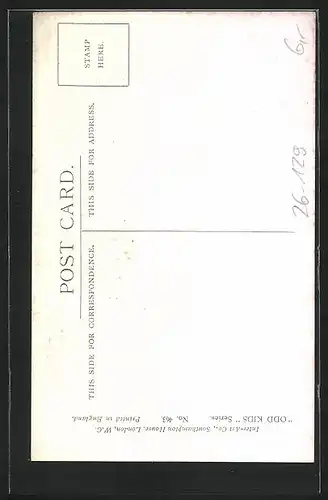 STAMP
HERE.
POST CARD.
THIS SIDE FOR CORRESPONDENCE.
THIS SIDE FOR ADDRESS.
Inter-Art Co., Southampton House, London, W.C.
"ODD KIDS" Series.
No. 463
Printed in England.
26-129